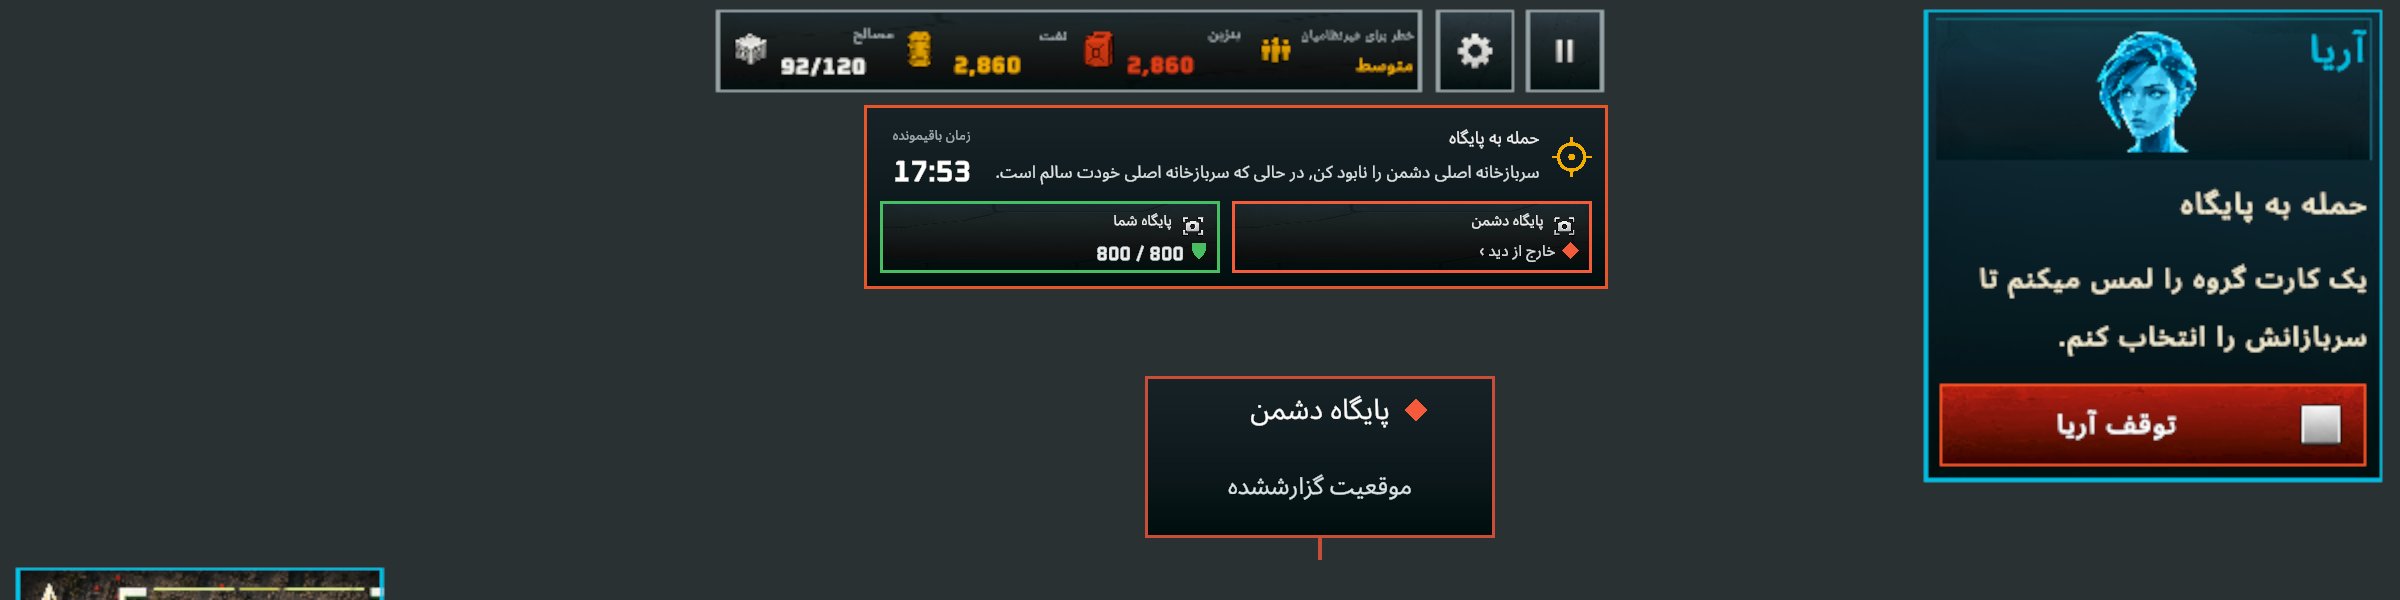 خطر برای غیرنظامیان
متوسط
بنزین
2,860
نفت
2,860
مصالح
92/120
حمله به پایگاه
سربازخانه اصلی دشمن را نابود کن, در حالی که سربازخانه اصلی خودت سالم است.
زمان باقیمونده
17:53
پایگاه دشمن
خارج از دید ›
پایگاه شما
800 / 800
پایگاه دشمن
موقعیت گزارششده
آریا
حمله به پایگاه
یک کارت گروه را لمس میکنم تا
سربازانش را انتخاب کنم.
توقف آریا